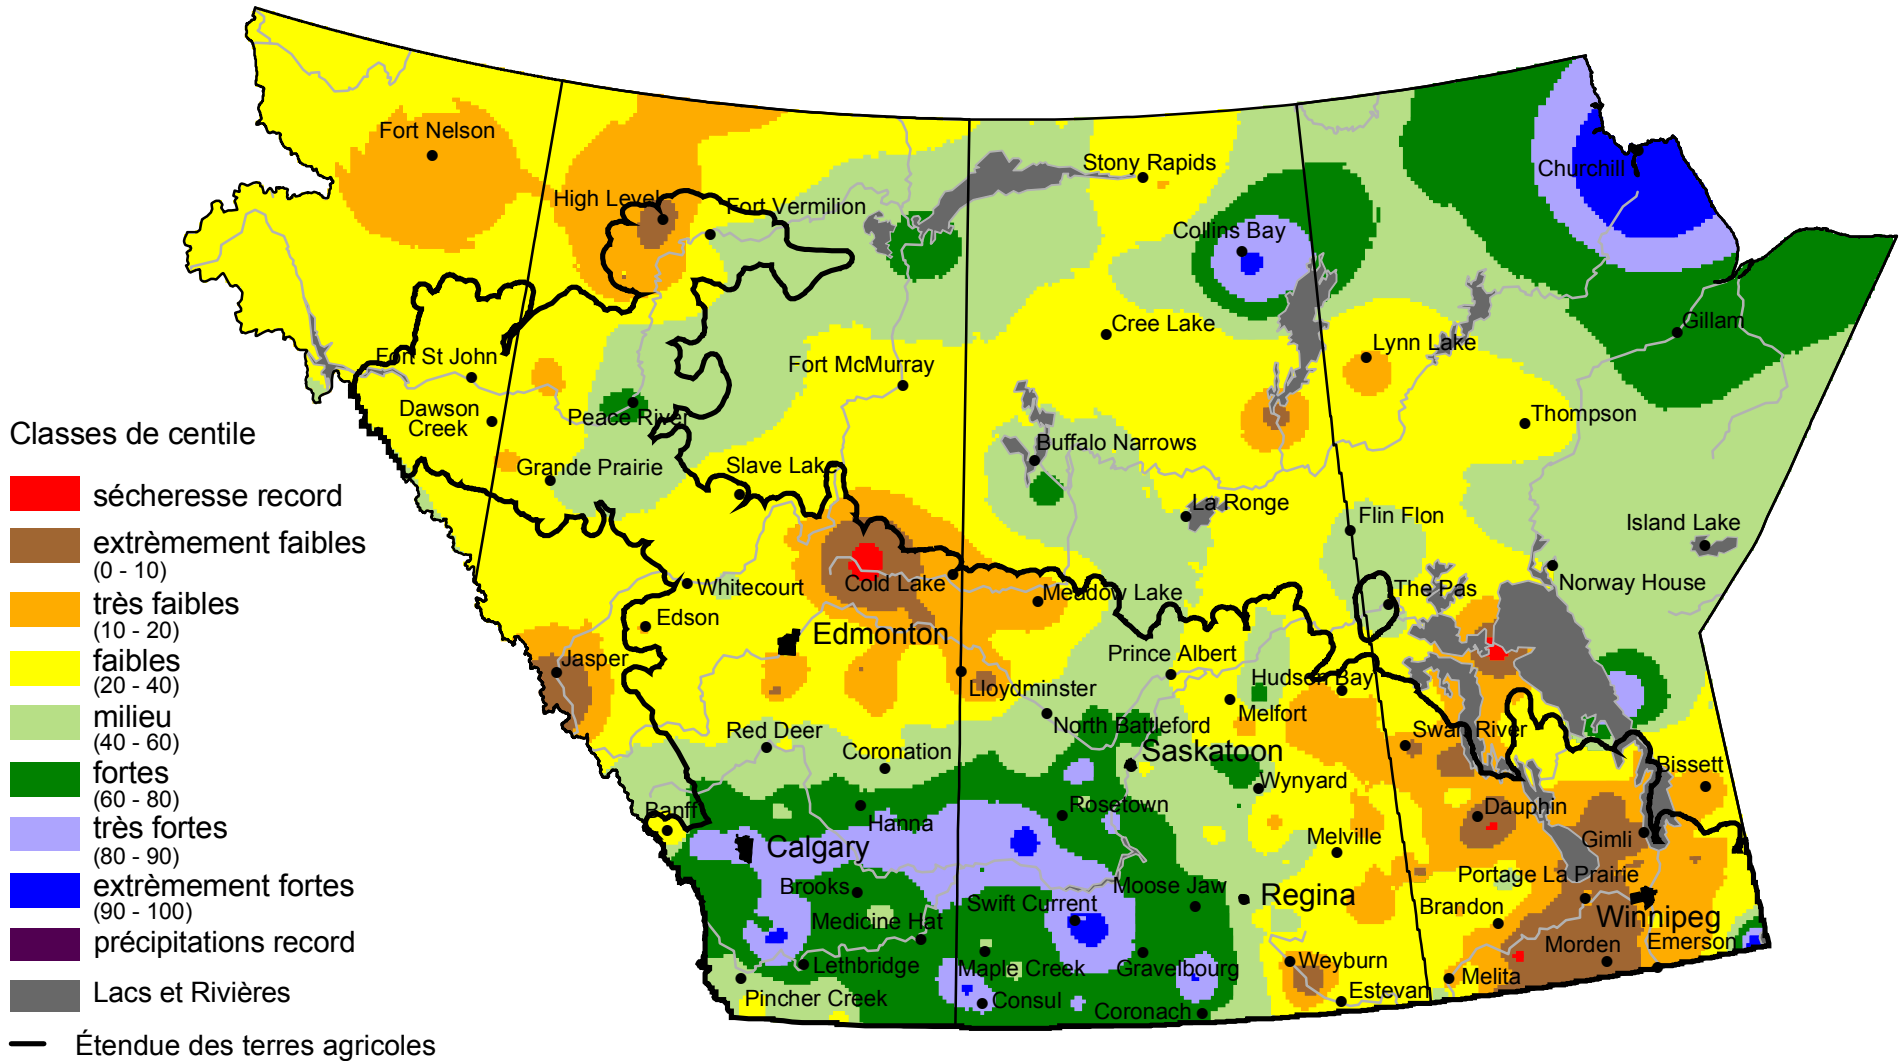 Fort Nelson
High Level
Fort Vermilion
Stony Rapids
Churchill
Collins Bay
Gillam
Cree Lake
Lynn Lake
Fort St John
Fort McMurray
Dawson
Creek
Peace River
Thompson
Buffalo Narrows
Grande Prairie
Slave Lake
La Ronge
Flin Flon
Island Lake
Whitecourt
Cold Lake
Meadow Lake
The Pas
Norway House
Edson
Edmonton
Jasper
Prince Albert
Hudson Bay
Lloydminster
Melfort
North Battleford
Red Deer
Coronation
Saskatoon
Swan River
Bissett
Wynyard
Banff
Hanna
Rosetown
Dauphin
Calgary
Melville
Gimli
Brooks
Moose Jaw
Regina
Portage La Prairie
Medicine Hat
Swift Current
Brandon
Winnipeg
Morden
Emerson
Lethbridge
Maple Creek
Gravelbourg
Weyburn
Melita
Pincher Creek
Consul
Coronach
Estevan
Classes de centile
sécheresse record
extrèmement faibles
(0 - 10)
très faibles
(10 - 20)
faibles
(20 - 40)
milieu
(40 - 60)
fortes
(60 - 80)
très fortes
(80 - 90)
extrèmement fortes
(90 - 100)
précipitations record
Lacs et Rivières
Étendue des terres agricoles